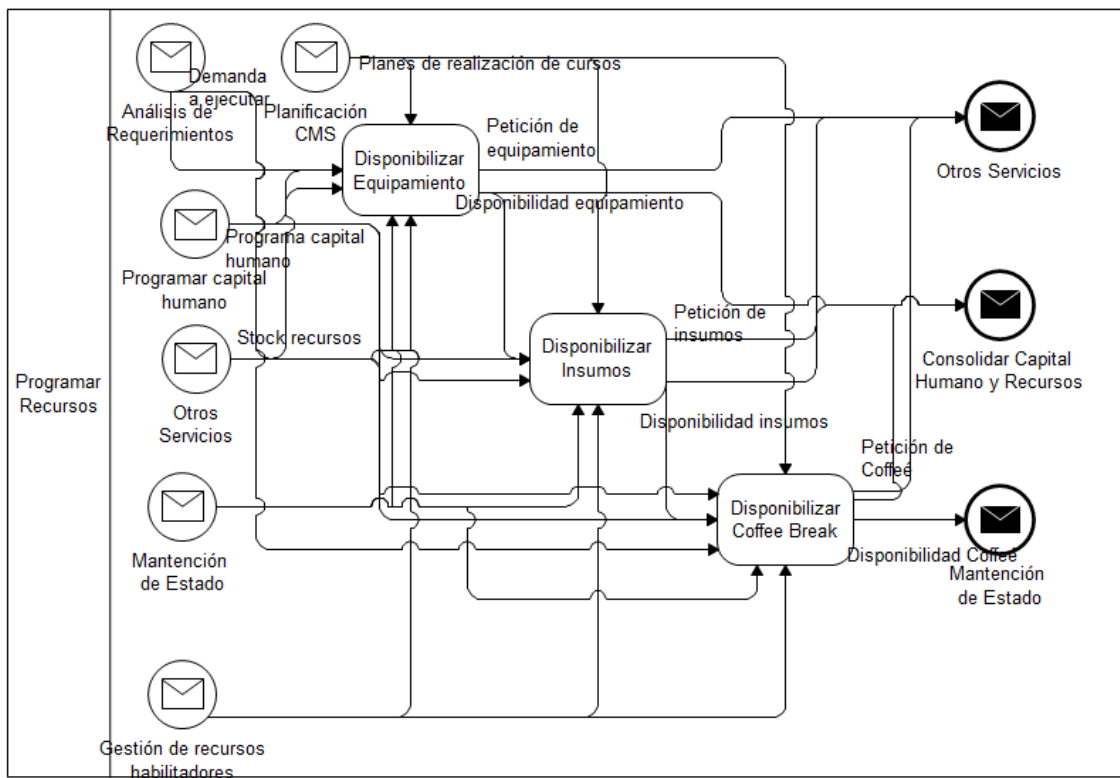 Programar
Recursos
Análisis de
Requerimientos
Demanda
a ejecutar
Planificación
CMS
Planes de realización de cursos
Disponibilizar
Equipamiento
Petición de
equipamiento
Disponibilidad equipamiento
Otros Servicios
Programar capital
humano
Programa capital
humano
Otros
Servicios
Stock recursos
Disponibilizar
Insumos
Petición de
insumos
Disponibilidad insumos
Consolidar Capital
Humano y Recursos
Mantención
de Estado
Disponibilizar
Coffee Break
Petición de
Coffeé
Disponibilidad Coffeé
Mantención
de Estado
Gestión de recursos
habilitadores